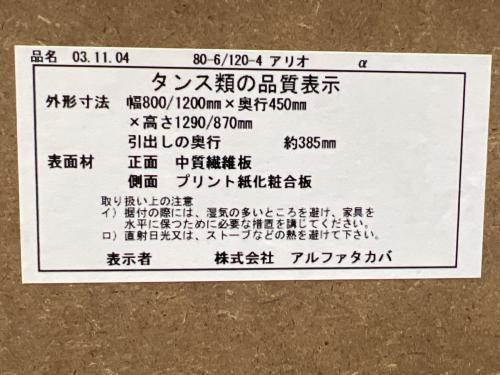 品名 03.11.04 80-6/120-4 アリオ α
タンス類の品質表示
外形寸法 幅800/1200mm×奥行450mm
×高さ1290/870mm
引出しの奥行 約385mm
表面材 正面 中質繊維板
側面 プリント紙化粧合板
取り扱い上の注意
イ）据付の際には、湿気の多いところを避け、家具を
水平に保つために必要な措置を講じてください。
ロ）直射日光又は、ストーブなどの熱を避けて下さい。
表示者 株式会社 アルファタカバ